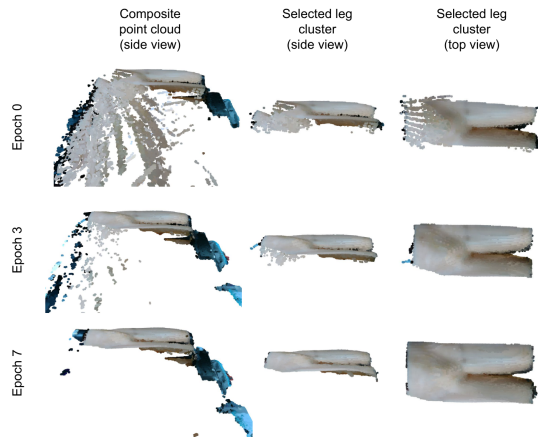 Composite
point cloud
(side view)
Selected leg
cluster
(side view)
Selected leg
cluster
(top view)
Epoch 0
Epoch 3
Epoch 7